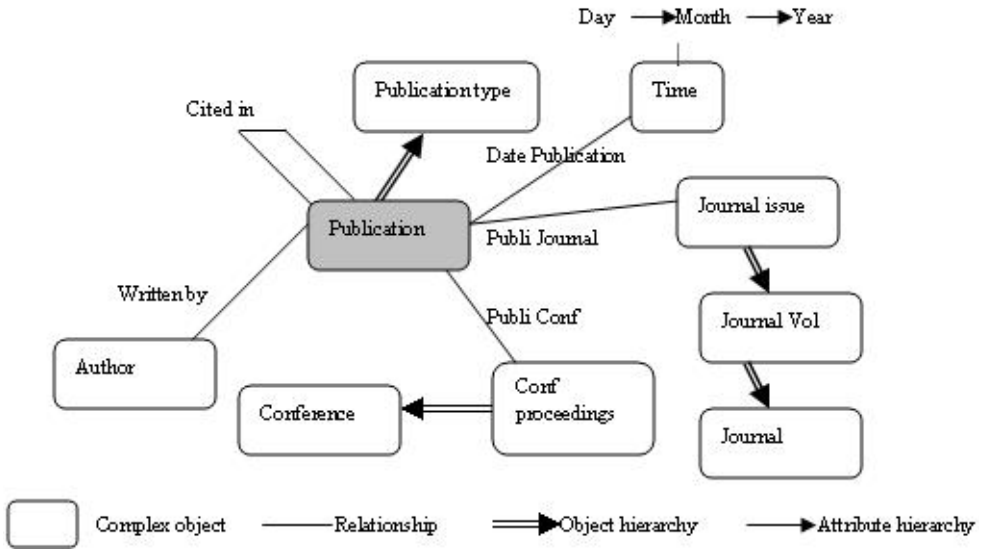 Day Month Year
Publication type
Time
Cited in
Date Publication
Journal issue
Publication
Publi Journal
Written by
Publi Conf
Journal Vol
Author
Conf
proceedings
Conference
Journal
Complex object Relationship Object hierarchy Attribute hierarchy